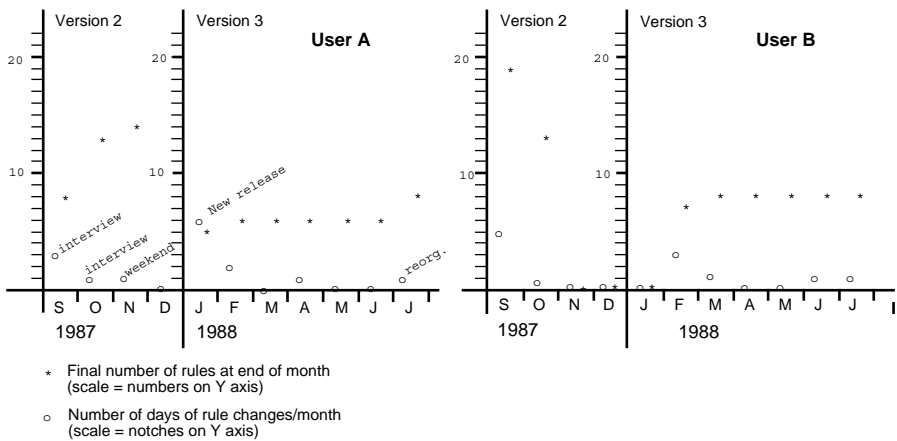 Version 2
Version 3
User A
20
20
10
10
interview
interview
weekend
New release
reorg.
S O N D J F M A M J J
1987
1988
Version 2
Version 3
User B
20
20
10
10
S O N D J F M A M J J
1987
1988
* Final number of rules at end of month
(scale = numbers on Y axis)
o Number of days of rule changes/month
(scale = notches on Y axis)